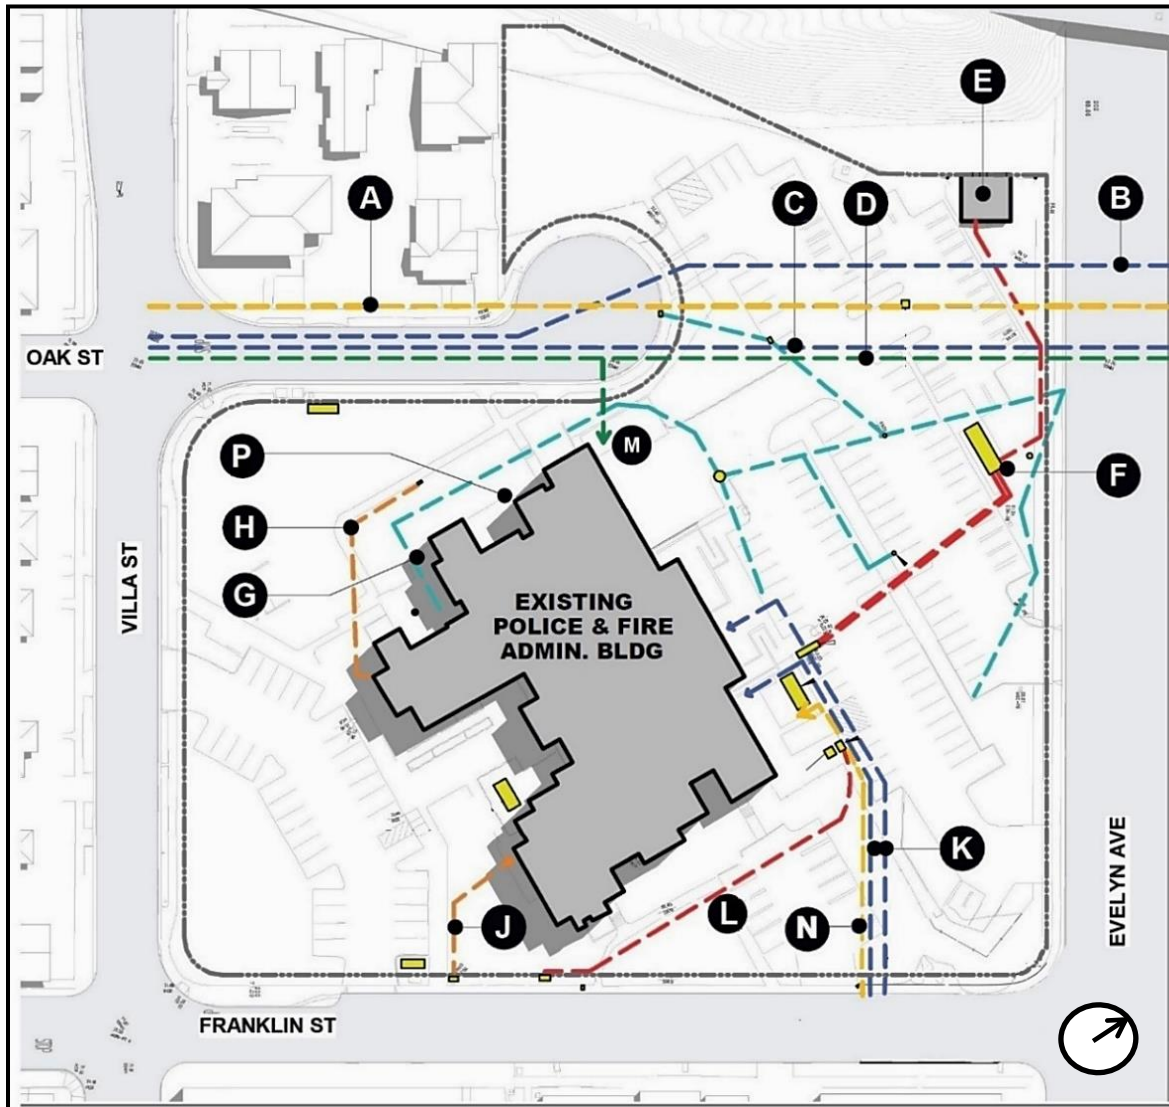 E
A
C
D
B
OAK ST
M
P
F
H
G
VILLA ST
EXISTING
POLICE & FIRE
ADMIN. BLDG
K
EVELYN AVE
L
J
N
FRANKLIN ST